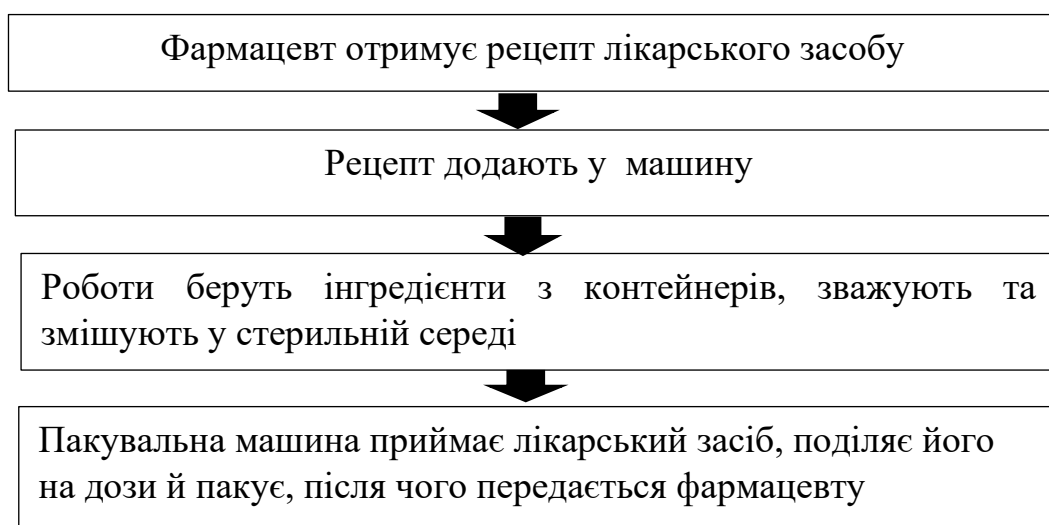 Фармацевт отримує рецепт лікарського засобу
Рецепт додають у машину
Роботи беруть інгредієнти з контейнерів, зважують та
змішують у стерильній середі
Пакувальна машина приймає лікарський засіб, поділяє його
на дози й пакує, після чого передається фармацевту